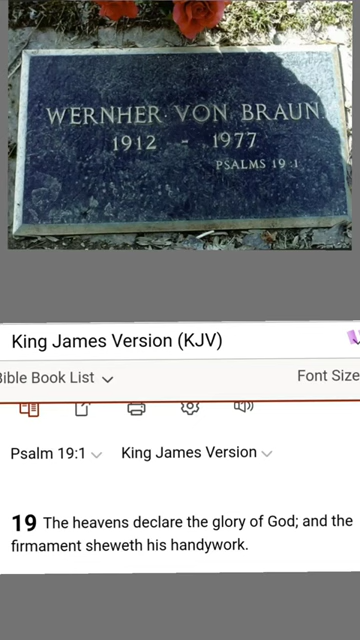 WERNHER VON BRAUN
1912 - 1977
PSALMS 19:1
King James Version (KJV)
Bible Book List
Font Size
Psalm 19:1 King James Version
19 The heavens declare the glory of God; and the
firmament sheweth his handywork.